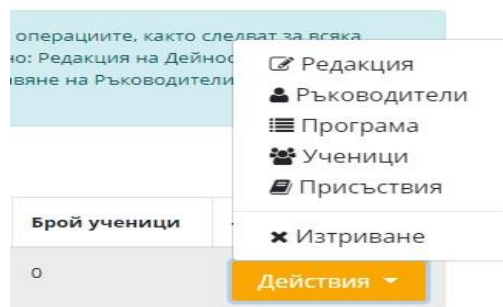 операциите, както следват за всяка
но: Редакция на Дейнос
вяне на Ръководители
Редакция
Ръководители
Програма
Ученици
Присъствия
Изтриване
Брой ученици
0
Действия